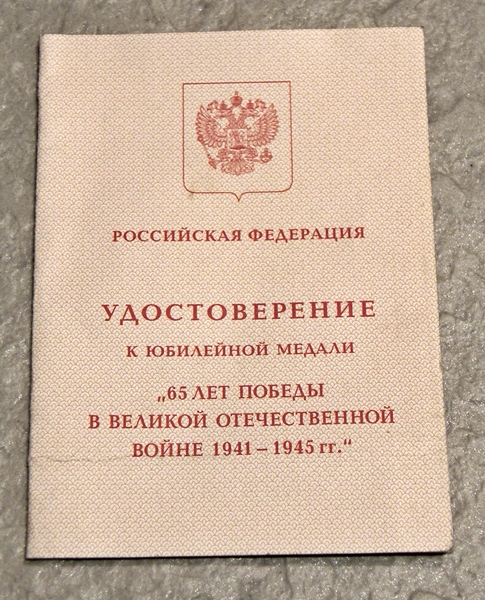 РОССИЙСКАЯ ФЕДЕРАЦИЯ
УДОСТОВЕРЕНИЕ
К ЮБИЛЕЙНОЙ МЕДАЛИ
„65 ЛЕТ ПОБЕДЫ
В ВЕЛИКОЙ ОТЕЧЕСТВЕННОЙ
ВОЙНЕ 1941 – 1945 гг.“